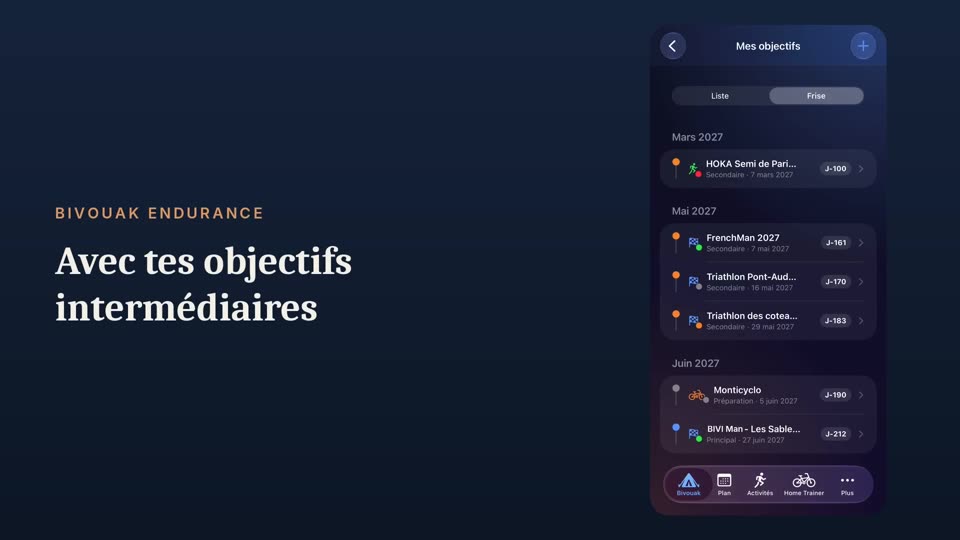 BIVOUAK ENDURANCE
Avec tes objectifs
intermédiaires
Mes objectifs
Liste
Frise
Mars 2027
HOKA Semi de Pari...
Secondaire · 7 mars 2027
J-100
Mai 2027
FrenchMan 2027
Secondaire · 7 mai 2027
J-161
Triathlon Pont-Aud...
Secondaire · 16 mai 2027
J-170
Triathlon des cotea...
Secondaire · 29 mai 2027
J-183
Juin 2027
Monticyclo
Préparation · 5 juin 2027
J-190
BIVI Man - Les Sable...
Principal · 27 juin 2027
J-212
Bivouak
Plan
Activités
Home Trainer
Plus